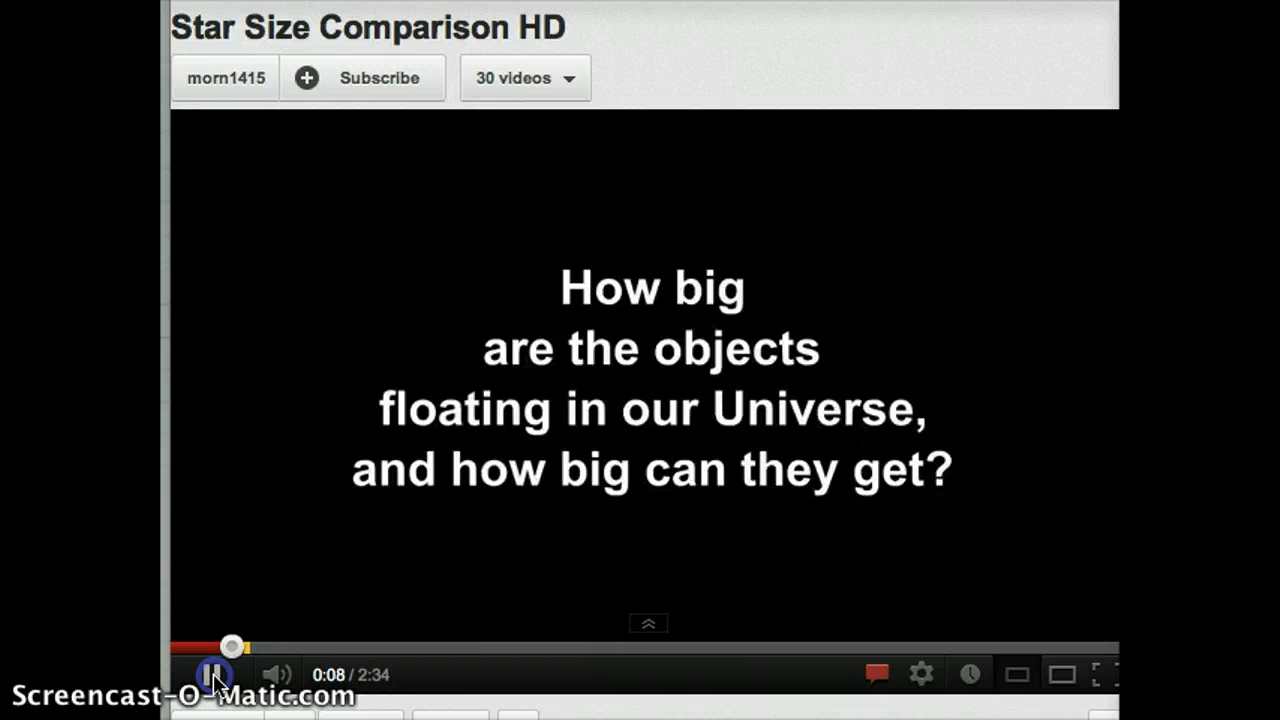 Star Size Comparison HD
morn1415
Subscribe
30 videos
How big
are the objects
floating in our Universe,
and how big can they get?
0:08 / 2:34
Screencast-O-Matic.com